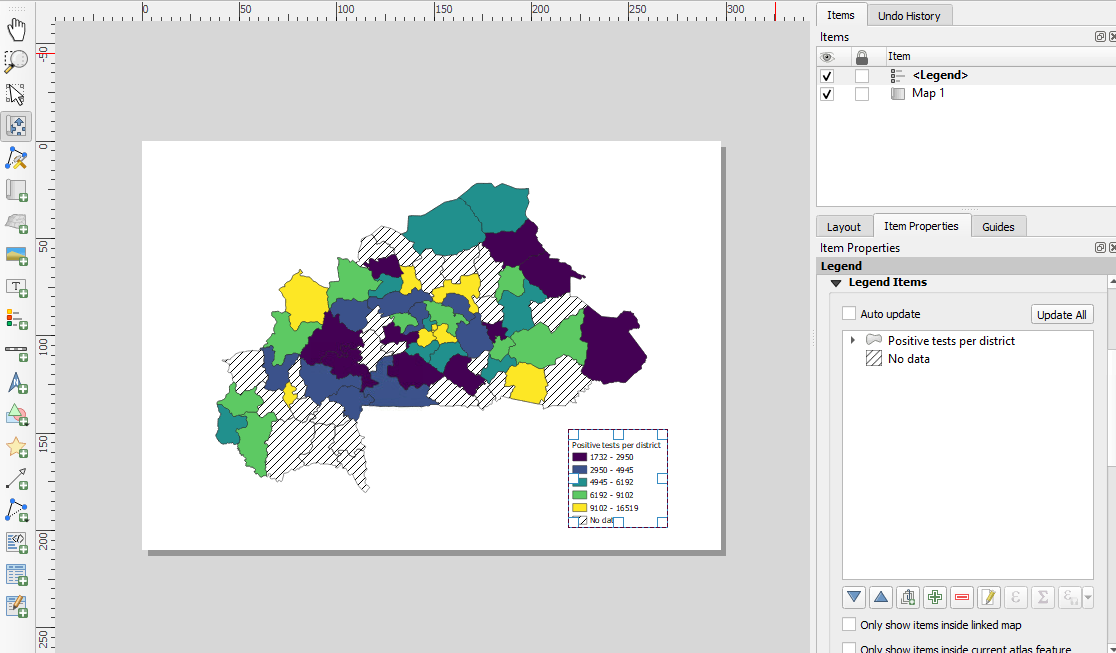 0 50 100 150 200 250 300
-50
0
50
100
150
200
250
Positive tests per district
1732 - 2950
2950 - 4945
4945 - 6192
6192 - 9102
9102 - 16519
No data
Items Undo History
Items
Item
<Legend>
Map 1
Layout Item Properties Guides
Item Properties
Legend
Legend Items
Auto update Update All
Positive tests per district
No data
Only show items inside linked map
Only show items inside current atlas feature